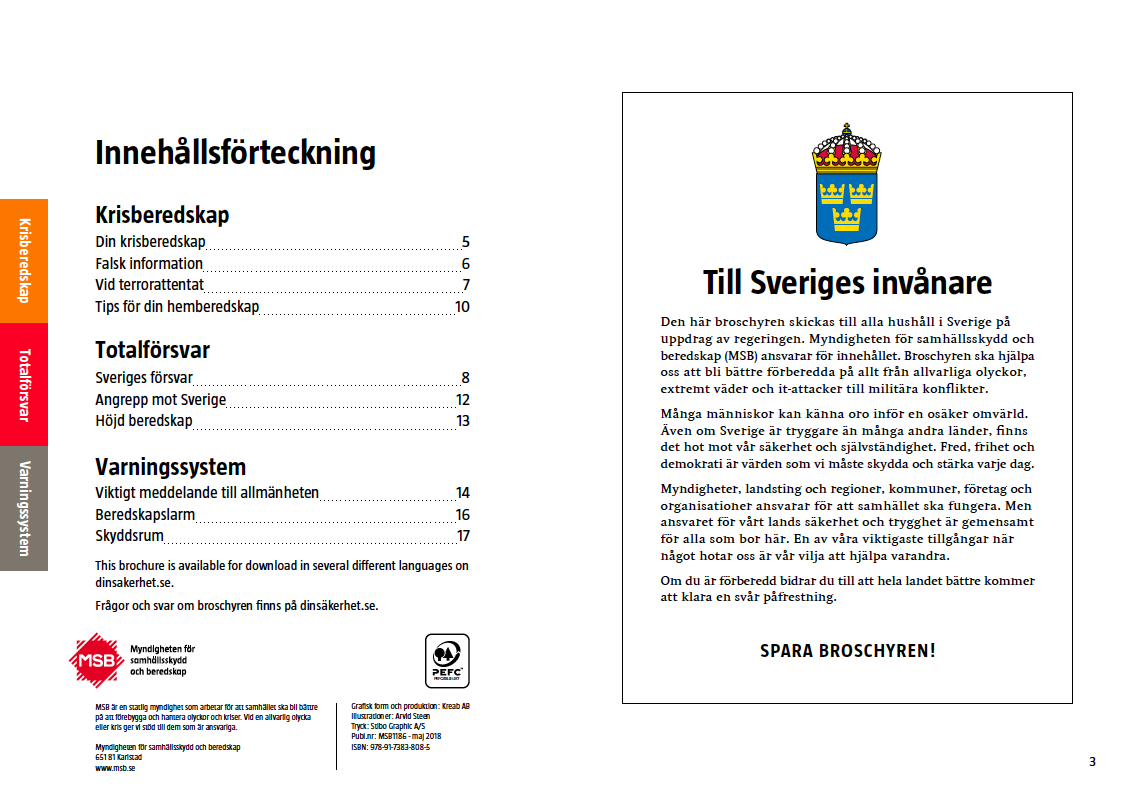 Innehållsförteckning
Krisberedskap
Din krisberedskap 5
Falsk information 6
Vid terrorattentat 7
Tips för din hemberedskap 10
Totalförsvar
Sveriges försvar 8
Angrepp mot Sverige 12
Höjd beredskap 13
Varningssystem
Viktigt meddelande till allmänheten 14
Beredskapslarm 16
Skyddsrum 17
Krisberedskap
Totalförsvar
Varningssystem
This brochure is available for download in several different languages on
dinsakerhet.se.
Frågor och svar om broschyren finns på dinsäkerhet.se.
MSB
Myndigheten för
samhällsskydd
och beredskap
PEFC
MSB är en statlig myndighet som arbetar för att samhället ska bli bättre
på att förebygga och hantera olyckor och kriser. Vid en allvarlig olycka
eller kris ger vi stöd till dem som är ansvariga.
Myndigheten för samhällsskydd och beredskap
651 81 Karlstad
www.msb.se
Grafisk form och produktion: Kreab AB
Illustrationer: Arvid Steen
Tryck: Stibo Graphic A/S
Publ.nr: MSB1186 - maj 2018
ISBN: 978-91-7383-808-5
Till Sveriges invånare
Den här broschyren skickas till alla hushåll i Sverige på
uppdrag av regeringen. Myndigheten för samhällsskydd och
beredskap (MSB) ansvarar för innehållet. Broschyren ska hjälpa
oss att bli bättre förberedda på allt från allvarliga olyckor,
extremt väder och it-attacker till militära konflikter.
Många människor kan känna oro inför en osäker omvärld.
Även om Sverige är tryggare än många andra länder, finns
det hot mot vår säkerhet och självständighet. Fred, frihet och
demokrati är värden som vi måste skydda och stärka varje dag.
Myndigheter, landsting och regioner, kommuner, företag och
organisationer ansvarar för att samhället ska fungera. Men
ansvaret för vårt lands säkerhet och trygghet är gemensamt
för alla som bor här. En av våra viktigaste tillgångar när
något hotar oss är vår vilja att hjälpa varandra.
Om du är förberedd bidrar du till att hela landet bättre kommer
att klara en svår påfrestning.
SPARA BROSCHYREN!
3